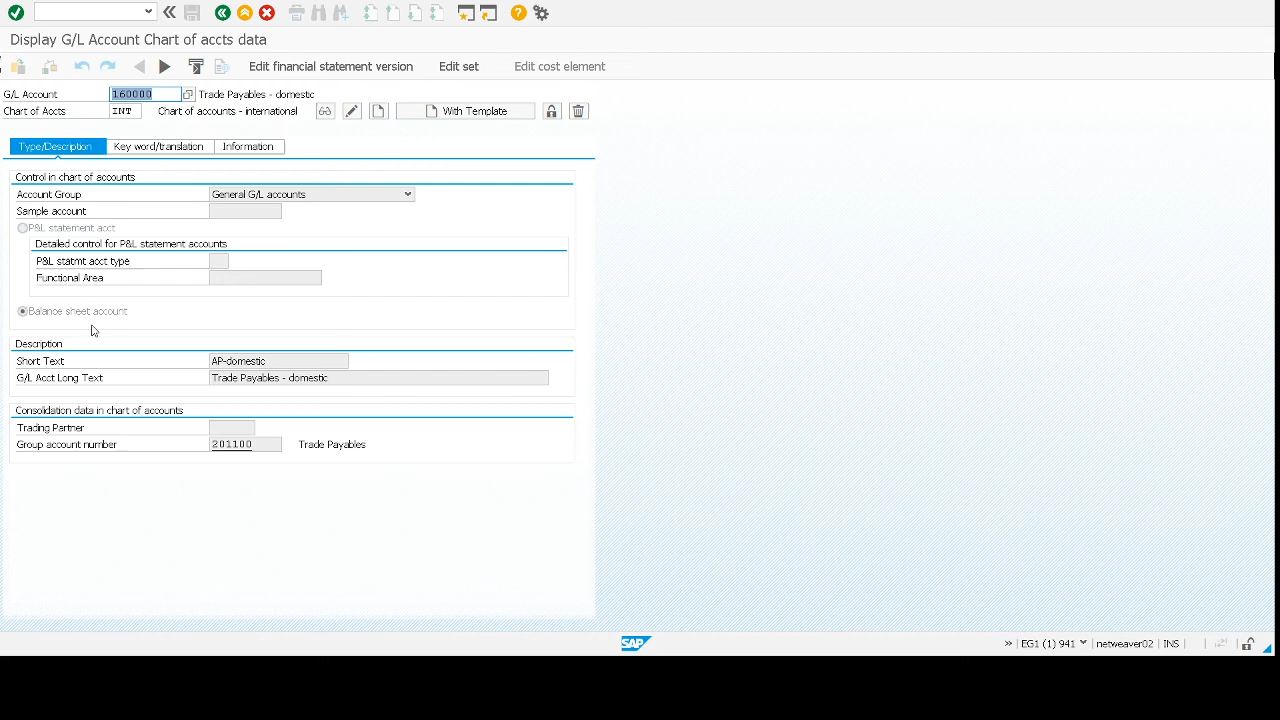 Display G/L Account Chart of accts data
Edit financial statement version Edit set Edit cost element
G/L Account 160000 Trade Payables - domestic
Chart of Accts INT Chart of accounts - international With Template
Type/Description Key word/translation Information
Control in chart of accounts
Account Group General G/L accounts
Sample account
P&L statement acct
Detailed control for P&L statement accounts
P&L statmt acct type
Functional Area
Balance sheet account
Description
Short Text AP-domestic
G/L Acct Long Text Trade Payables - domestic
Consolidation data in chart of accounts
Trading Partner
Group account number 201100 Trade Payables
SAP » EG1 (1) 941 netweaver02 INS